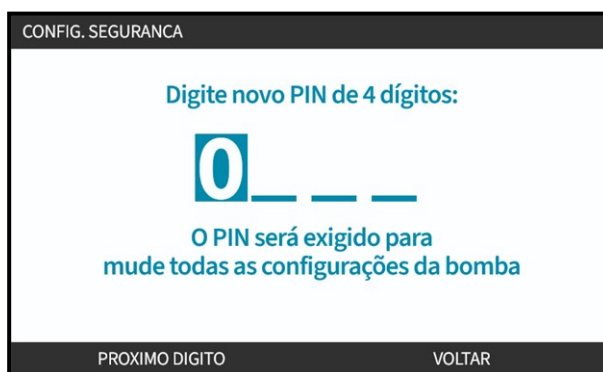 CONFIG. SEGURANCA
Digite novo PIN de 4 dígitos:
0_ _ _
O PIN será exigido para
mude todas as configurações da bomba
PROXIMO DIGITO VOLTAR